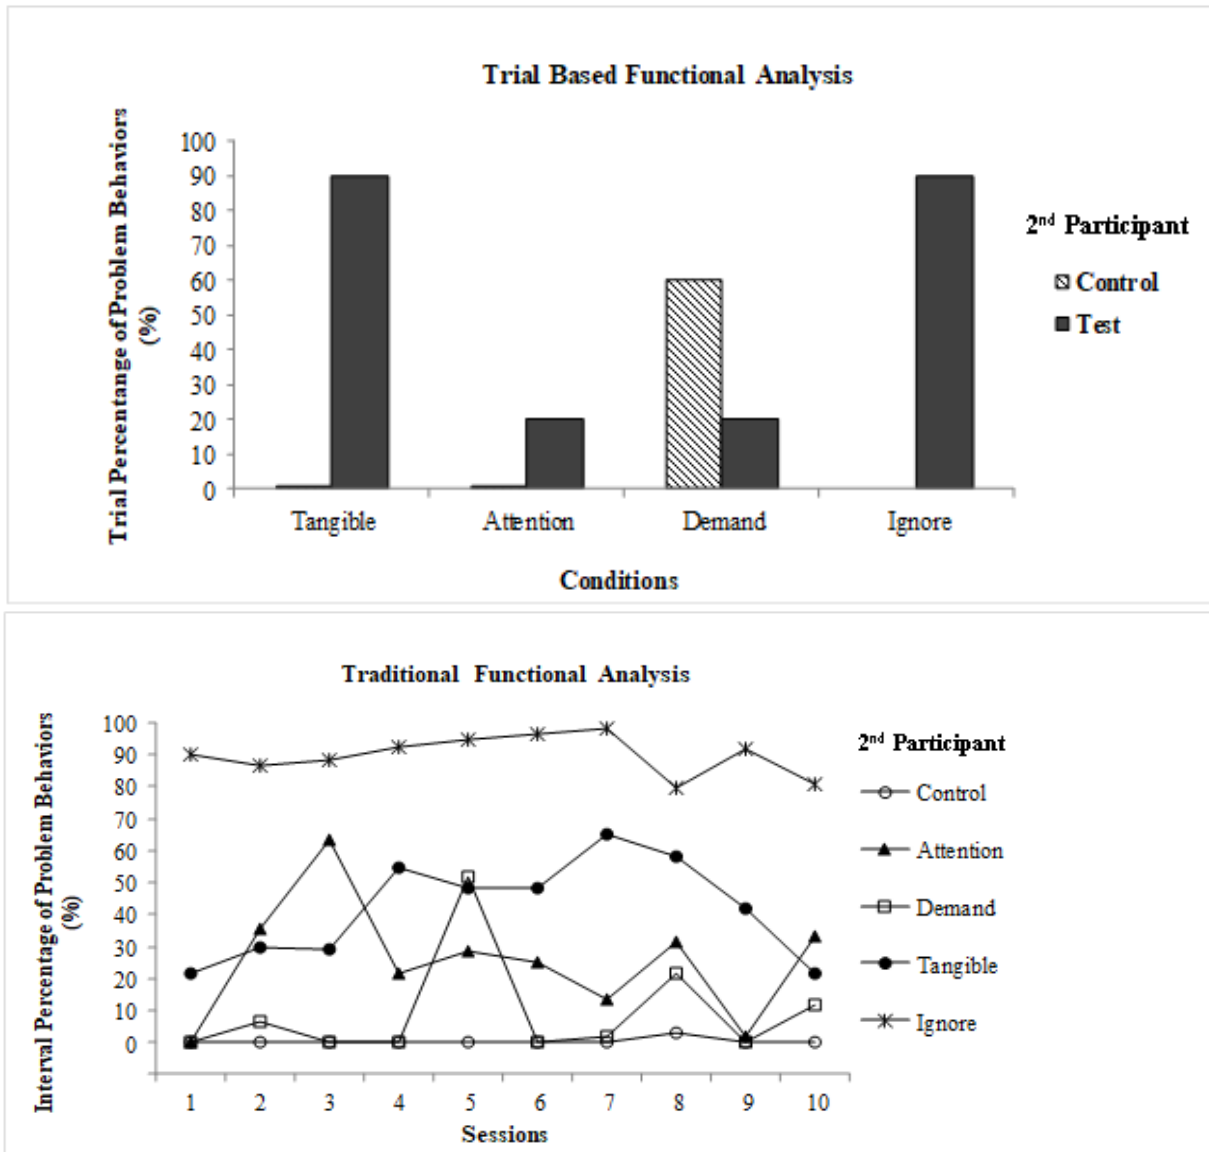 Trial Based Functional Analysis
Trial Percentange of Problem Behaviors
(%)
100
90
80
70
60
50
40
30
20
10
0
Tangible Attention Demand Ignore
Conditions
2nd Participant
Control
Test
Traditional Functional Analysis
Interval Percentage of Problem Behaviors
(%)
100
90
80
70
60
50
40
30
20
10
0
1 2 3 4 5 6 7 8 9 10
Sessions
2nd Participant
Control
Attention
Demand
Tangible
Ignore